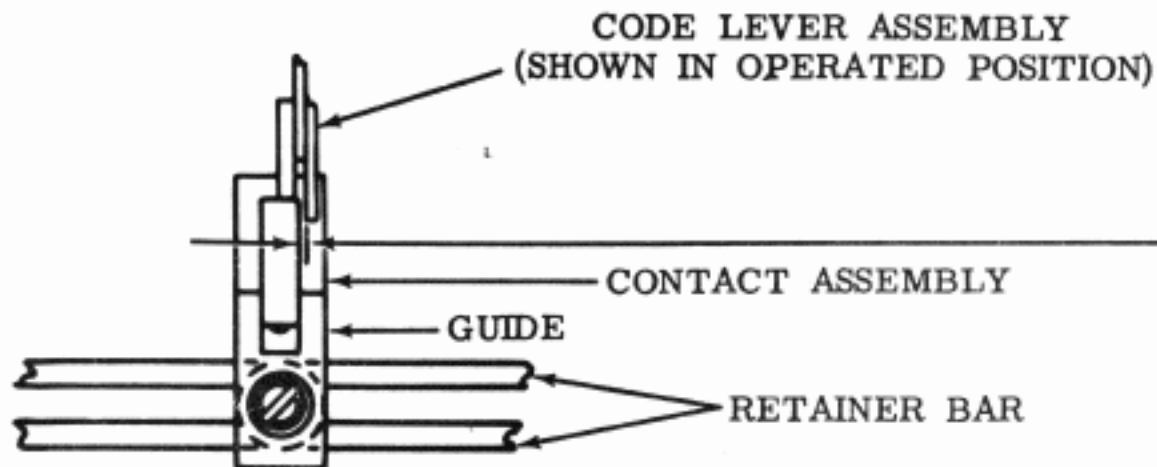 CODE LEVER ASSEMBLY
(SHOWN IN OPERATED POSITION)
CONTACT ASSEMBLY
GUIDE
RETAINER BAR